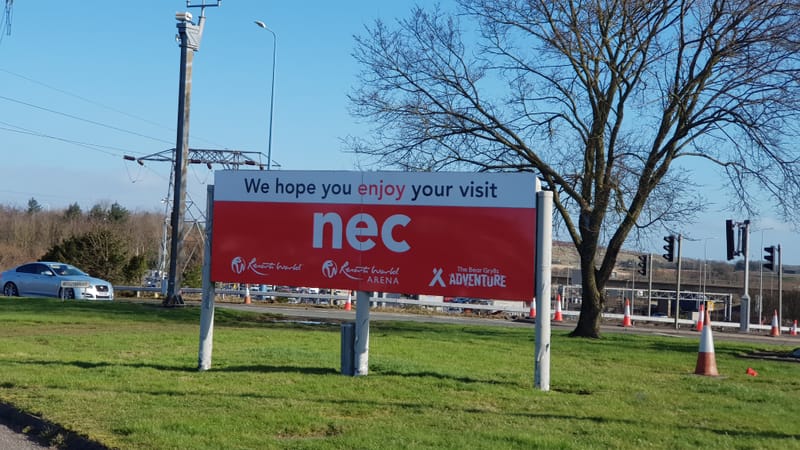 We hope you enjoy your visit
nec
Resorts World
Resorts World
ARENA
The Bear Grylls
ADVENTURE